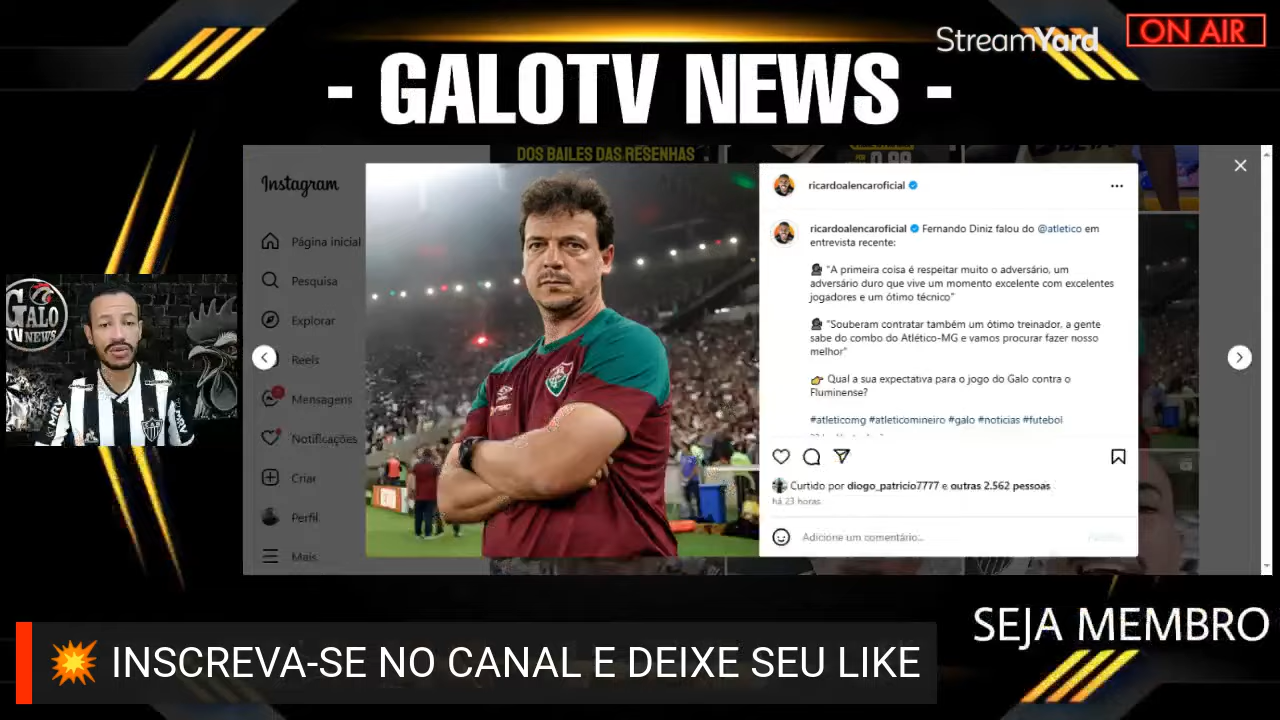 StreamYard
ON AIR
- GALOTV NEWS -
DOS BAILES DAS RESENHAS
Instagram
Página inicial
Pesquisa
Explorar
Reels
Mensagens
Notificações
Criar
Perfil
Mais
GALO
TV NEWS
ricardoalencaroficial
ricardoalencaroficial Fernando Diniz falou do @atletico em
entrevista recente:
"A primeira coisa é respeitar muito o adversário, um
adversário duro que vive um momento excelente com excelentes
jogadores e um ótimo técnico"
"Souberam contratar também um ótimo treinador, a gente
sabe do combo do Atlético-MG e vamos procurar fazer nosso
melhor"
👉 Qual a sua expectativa para o jogo do Galo contra o
Fluminense?
#atleticomg #atleticomineiro #galo #noticias #futebol
Curtido por diogo_patricio7777 e outras 2.562 pessoas
há 23 horas
Adicione um comentário...
SEJA MEMBRO
💥 INSCREVA-SE NO CANAL E DEIXE SEU LIKE